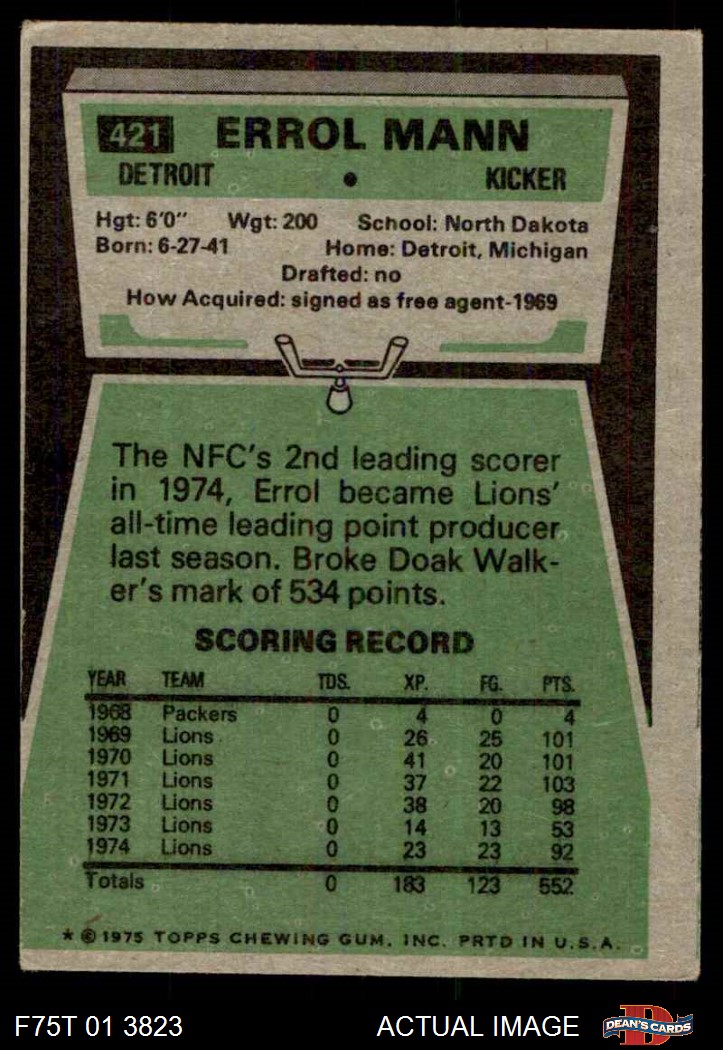 421 ERROL MANN
DETROIT • KICKER
Hgt: 6'0" Wgt: 200 School: North Dakota
Born: 6-27-41 Home: Detroit, Michigan
Drafted: no
How Acquired: signed as free agent-1969
The NFC's 2nd leading scorer
in 1974, Errol became Lions'
all-time leading point producer
last season. Broke Doak Walk-
er's mark of 534 points.
SCORING RECORD
YEAR TEAM TDS. XP. FG. PTS.
1968 Packers 0 4 0 4
1969 Lions 0 26 25 101
1970 Lions 0 41 20 101
1971 Lions 0 37 22 103
1972 Lions 0 38 20 98
1973 Lions 0 14 13 53
1974 Lions 0 23 23 92
Totals 0 183 123 552
* © 1975 TOPPS CHEWING GUM, INC. PRTD IN U.S.A.
F75T 01 3823 ACTUAL IMAGE D DEAN'S CARDS